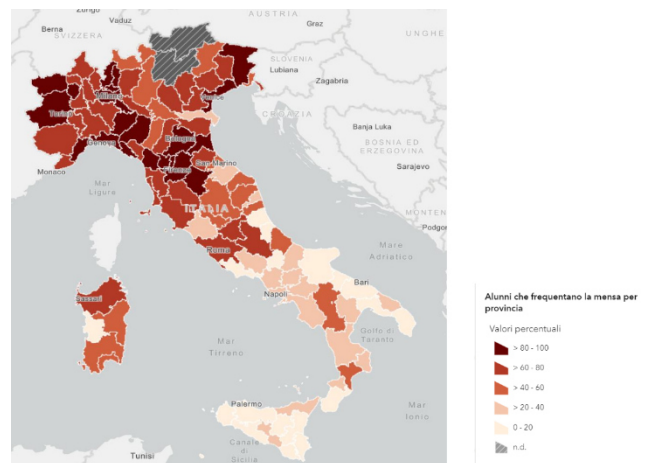 Vaduz
AUSTRIA
Graz
Berna
SVIZZERA
UNGHE
SLOVENIA
Lubiana
Zagabria
Milano
Venice
Torino
CROATIA
Genova
Bologna
Banja Luka
BOSNIA ED
ERZEGOVINA
San Marino
Firenze
Sarajevo
Monaco
Mar
Ligure
ITALIA
MONTEN
Podgor
Roma
Mare
Adriatico
Bari
Napoli
Sassari
Golfo di
Taranto
Mar
Tirreno
Palermo
Mar
Ionio
Canale
di
Sicilia
Tunisi
Alunni che frequentano la mensa per
provincia
Valori percentuali
> 80 - 100
> 60 - 80
> 40 - 60
> 20 - 40
0 - 20
n.d.